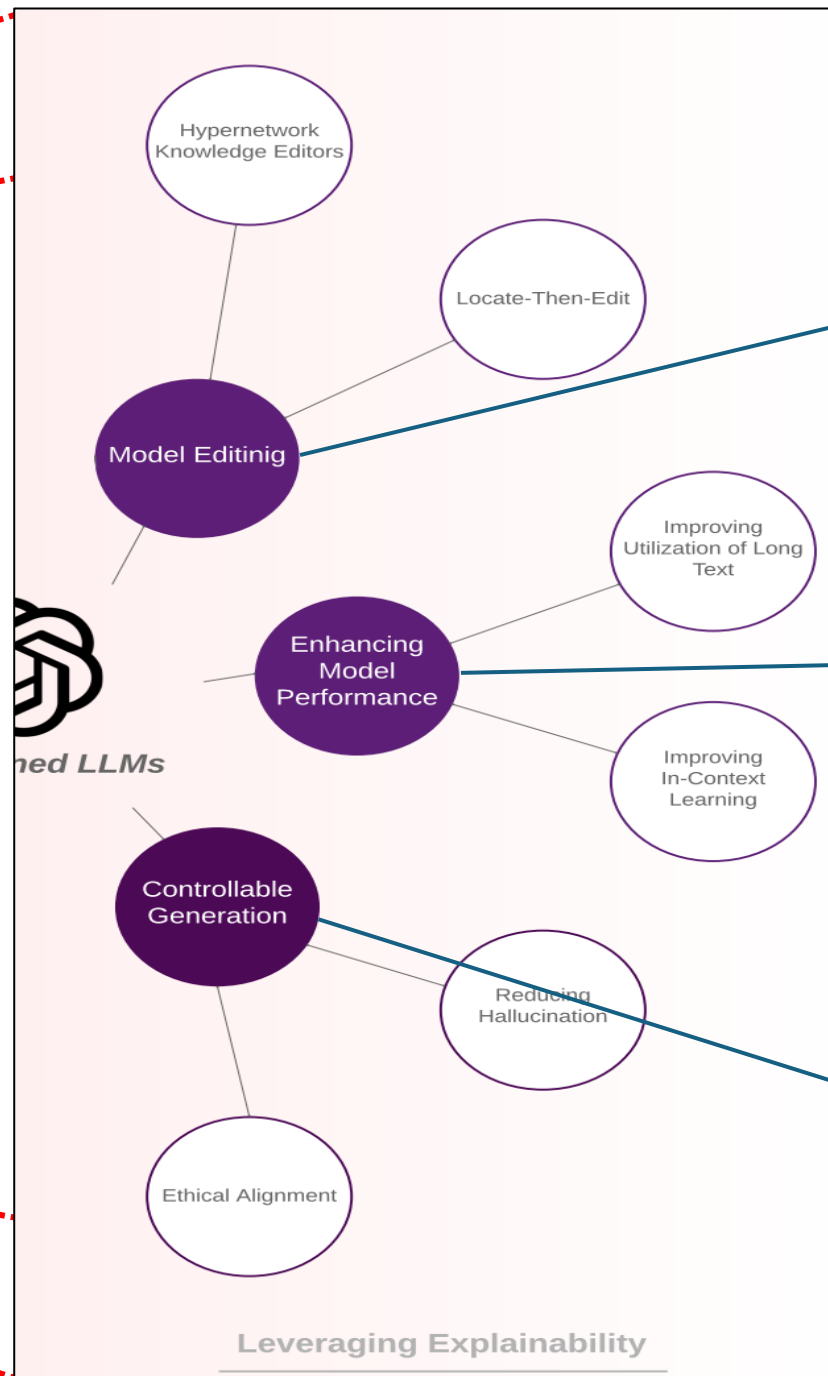 Hypernetwork
Knowledge Editors
Locate-Then-Edit
Model Editinig
Improving
Utilization of Long
Text
Enhancing
Model
Performance
ned LLMs
Improving
In-Context
Learning
Controllable
Generation
Reducing
Hallucination
Ethical Alignment
Leveraging Explainability